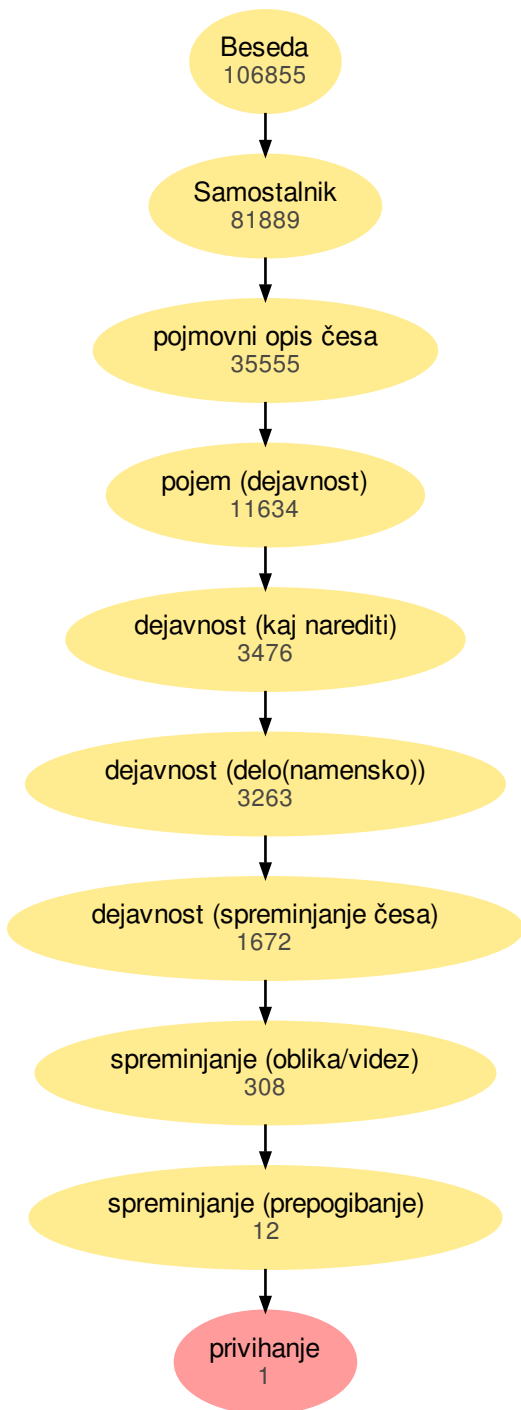 Beseda
106855
Samostalnik
81889
pojmovni opis česa
35555
pojem (dejavnost)
11634
dejavnost (kaj narediti)
3476
dejavnost (delo(namensko))
3263
dejavnost (spreminjanje česa)
1672
spreminjanje (oblika/videz)
308
spreminjanje (prepogibanje)
12
privihanje
1